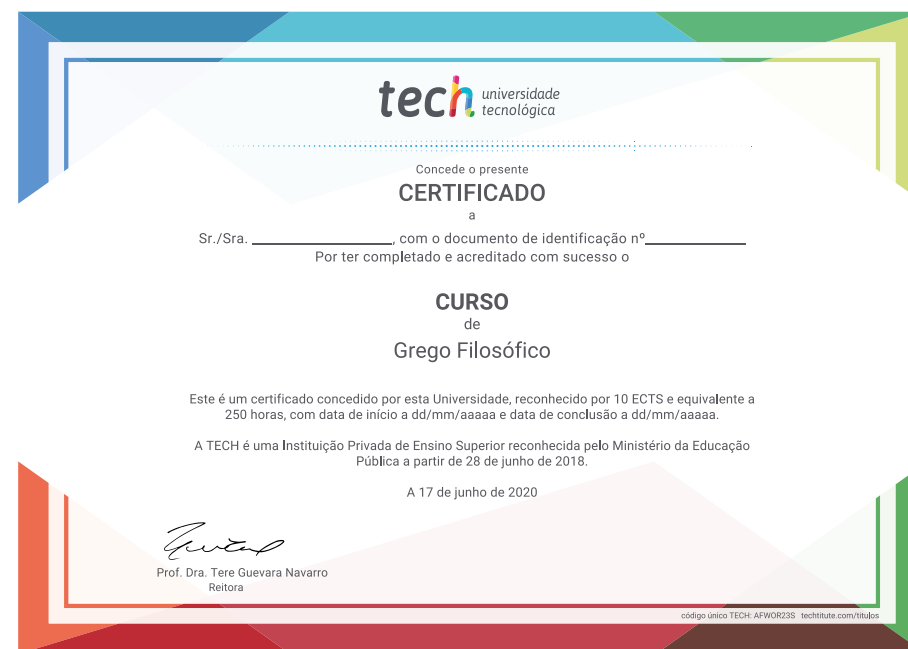 tech universidade
tecnológica
Concede o presente
CERTIFICADO
a
Sr./Sra. ____________, com o documento de identificação nº____________
Por ter completado e acreditado com sucesso o
CURSO
de
Grego Filosófico
Este é um certificado concedido por esta Universidade, reconhecido por 10 ECTS e equivalente a
250 horas, com data de início a dd/mm/aaaaa e data de conclusão a dd/mm/aaaaa.
A TECH é uma Instituição Privada de Ensino Superior reconhecida pelo Ministério da Educação
Pública a partir de 28 de junho de 2018.
A 17 de junho de 2020
Prof. Dra. Tere Guevara Navarro
Reitora
código único TECH: AFWOR23S techtitute.com/titulos